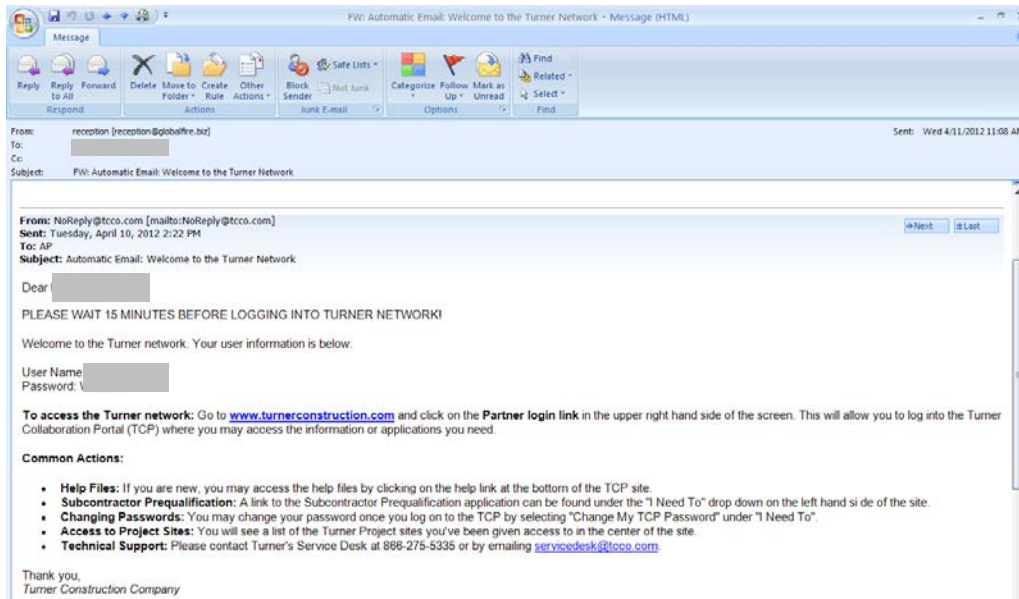 FW: Automatic Email: Welcome to the Turner Network - Message (HTML)
Message
Reply Reply to All Forward Delete Move to Folder Create Rule Other Actions Block Sender Safe Lists Not Junk Categorize Follow Up Mark as Unread Find Related Select
Respond Actions Junk E-mail Options Find
From: reception [reception@globalfire.biz] Sent: Wed 4/11/2012 11:08 AM
To:
Cc:
Subject: FW: Automatic Email: Welcome to the Turner Network
From: NoReply@tcco.com [mailto:NoReply@tcco.com] Next Last
Sent: Tuesday, April 10, 2012 2:22 PM
To: AP
Subject: Automatic Email: Welcome to the Turner Network
Dear
PLEASE WAIT 15 MINUTES BEFORE LOGGING INTO TURNER NETWORK!
Welcome to the Turner network. Your user information is below:
User Name
Password:
To access the Turner network: Go to www.turnerconstruction.com and click on the Partner login link in the upper right hand side of the screen. This will allow you to log into the Turner
Collaboration Portal (TCP) where you may access the information or applications you need.
Common Actions:
• Help Files: If you are new, you may access the help files by clicking on the help link at the bottom of the TCP site.
• Subcontractor Prequalification: A link to the Subcontractor Prequalification application can be found under the "I Need To" drop down on the left hand si de of the site.
• Changing Passwords: You may change your password once you log on to the TCP by selecting "Change My TCP Password" under "I Need To".
• Access to Project Sites: You will see a list of the Turner Project sites you've been given access to in the center of the site.
• Technical Support: Please contact Turner's Service Desk at 866-275-5335 or by emailing servicedesk@tcco.com.
Thank you,
Turner Construction Company